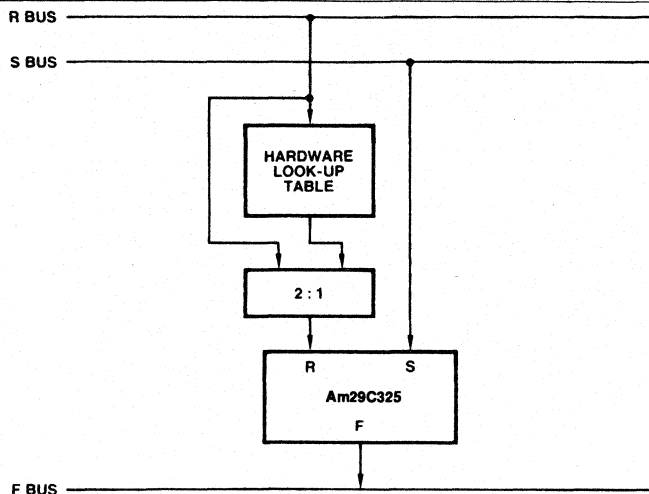 R BUS
S BUS
HARDWARE
LOOK-UP
TABLE
2 : 1
R S
Am29C325
F
F BUS